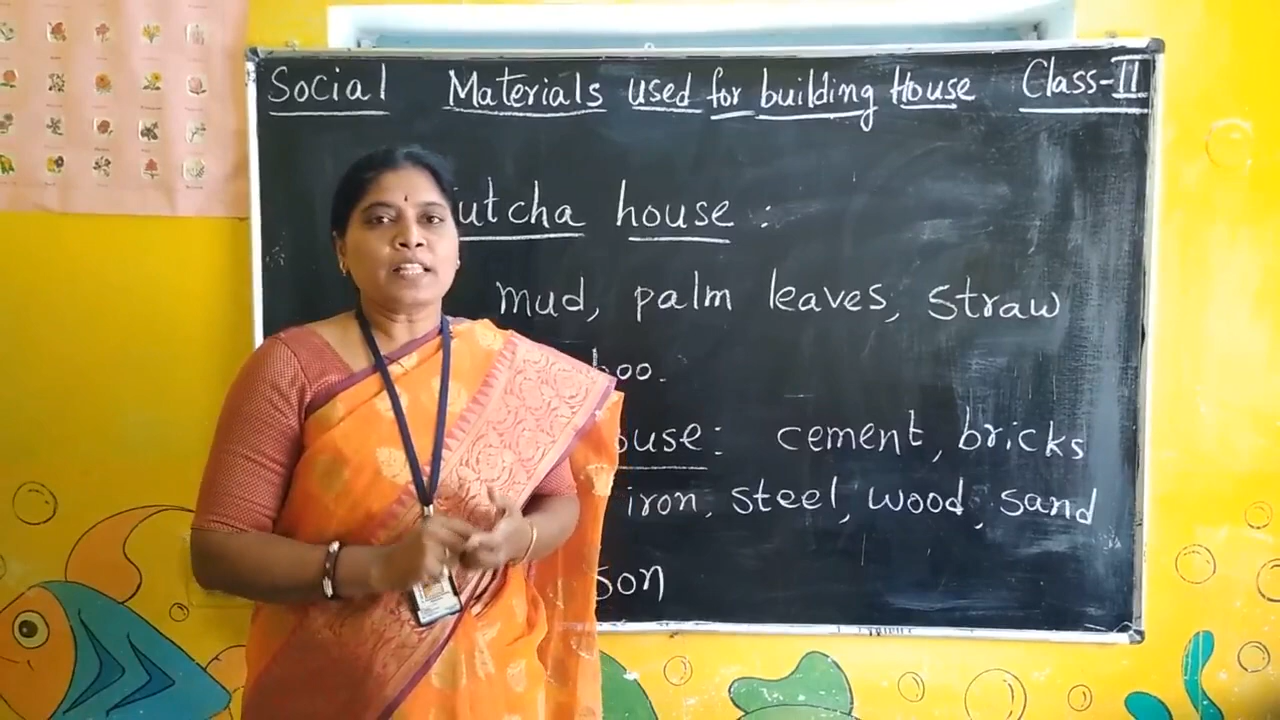 Social Materials used for building House Class-II
utcha house :
mud, palm leaves, straw
boo.
ouse: cement, bricks
iron, steel, wood, sand
son